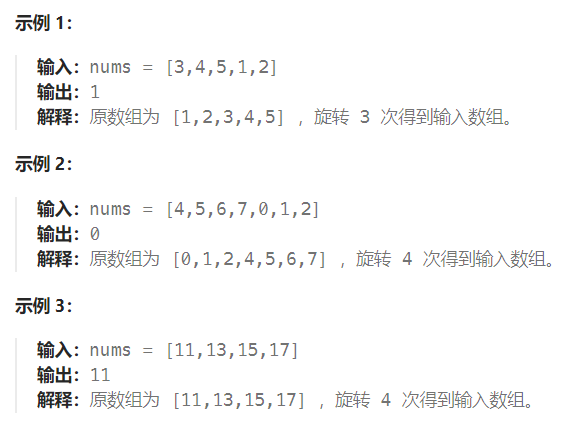 示例 1：
输入：nums = [3,4,5,1,2]
输出：1
解释：原数组为 [1,2,3,4,5] ，旋转 3 次得到输入数组。
示例 2：
输入：nums = [4,5,6,7,0,1,2]
输出：0
解释：原数组为 [0,1,2,4,5,6,7] ，旋转 4 次得到输入数组。
示例 3：
输入：nums = [11,13,15,17]
输出：11
解释：原数组为 [11,13,15,17] ，旋转 4 次得到输入数组。